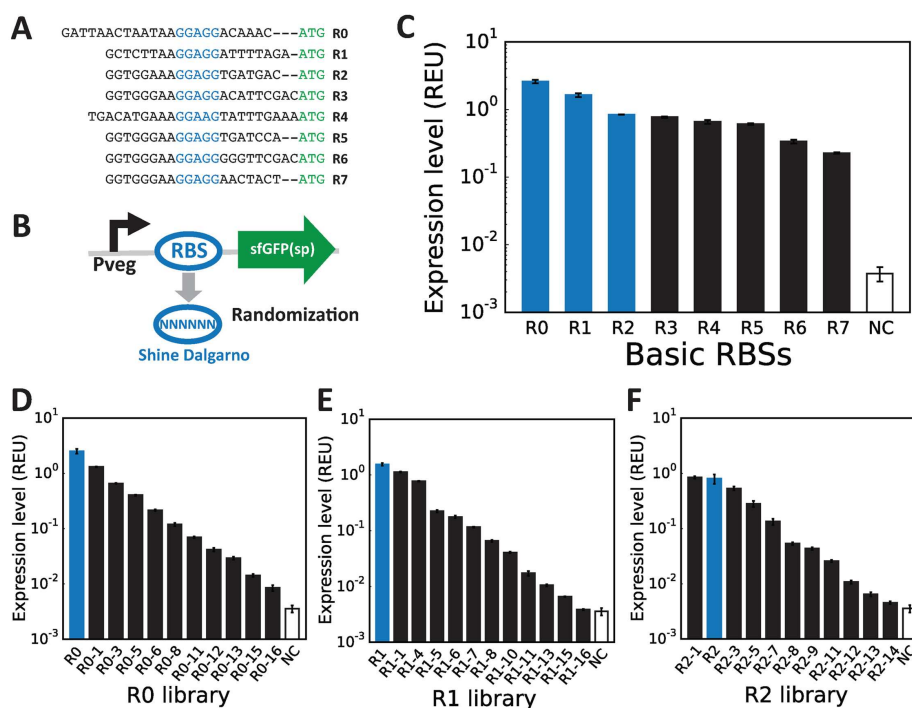 A
GATTAACTAATAAGGAGGACAAAC---ATG R0
GCTCTTAAGGAGGATTTTAGA-ATG R1
GGTGGAAAGGAGGTGATGAC--ATG R2
GGTGGGAAGGAGGACATTCGACATG R3
TGACATGAAAGGAAGTATTTGAAAATG R4
GGTGGGAAGGAGGTGATCCA--ATG R5
GGTGGGAAGGAGGGGGTTCGACATG R6
GGTGGGAAGGAGGAACTACT--ATG R7
B
Pveg
RBS
sfGFP(sp)
NNNNNN
Randomization
Shine Dalgarno
C
Expression level (REU)
10^1
10^0
10^-1
10^-2
10^-3
R0 R1 R2 R3 R4 R5 R6 R7 NC
Basic RBSs
D
Expression level (REU)
10^1
10^0
10^-1
10^-2
10^-3
R0 R0-1 R0-3 R0-5 R0-6 R0-8 R0-11 R0-12 R0-13 R0-15 R0-16 NC
R0 library
E
Expression level (REU)
10^1
10^0
10^-1
10^-2
10^-3
R1 R1-1 R1-4 R1-5 R1-6 R1-7 R1-8 R1-10 R1-11 R1-13 R1-15 R1-16 NC
R1 library
F
Expression level (REU)
10^1
10^0
10^-1
10^-2
10^-3
R2-1 R2 R2-3 R2-5 R2-7 R2-8 R2-9 R2-11 R2-12 R2-13 R2-14 NC
R2 library